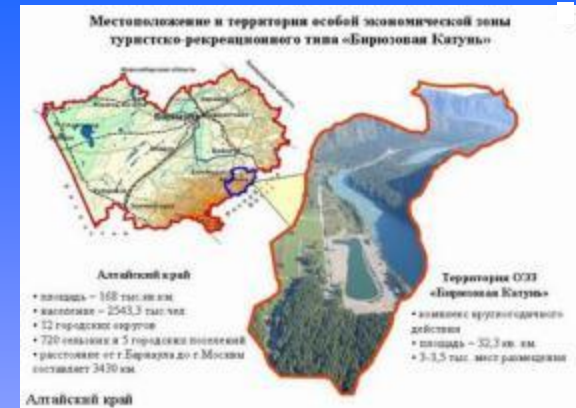 Местоположение и территория особой экономической зоны
туристско-рекреационного типа «Бирюзовая Катунь»
Барнаул
Алтайский край
• площадь – 168 тыс.кв.км
• население – 2543,3 тыс.чел
• 12 городских округов
• 720 сельских и 5 городских поселений
• расстояние от г.Барнаула до г.Москвы
составляет 3430 км.
Территория ОЭЗ
«Бирюзовая Катунь»
• комплекс круглогодичного
действия
• площадь – 32,3 кв. км.
• 3-3,5 тыс. мест размещения
Алтайский край